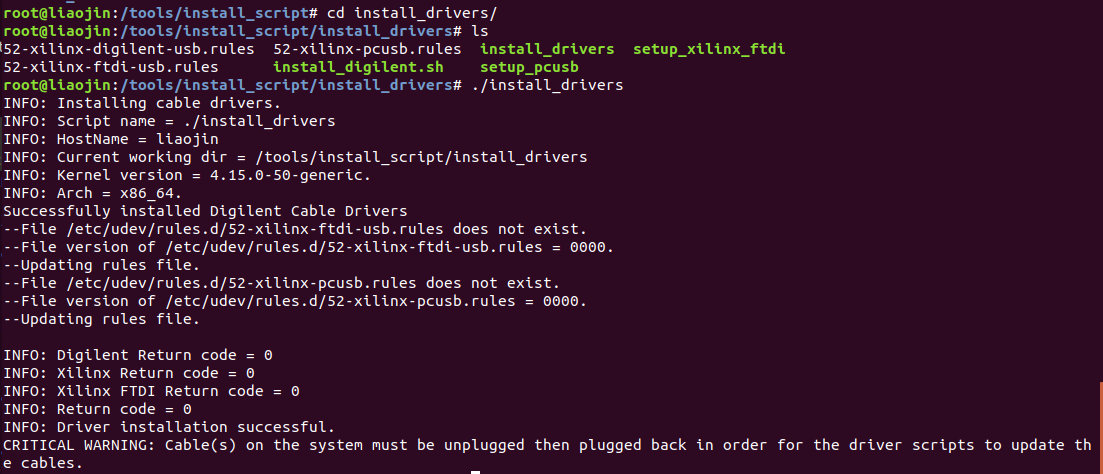 root@liaojin:/tools/install_script# cd install_drivers/
root@liaojin:/tools/install_script/install_drivers# ls
52-xilinx-digilent-usb.rules  52-xilinx-pcusb.rules  install_drivers  setup_xilinx_ftdi
52-xilinx-ftdi-usb.rules      install_digilent.sh    setup_pcusb
root@liaojin:/tools/install_script/install_drivers# ./install_drivers
INFO: Installing cable drivers.
INFO: Script name = ./install_drivers
INFO: HostName = liaojin
INFO: Current working dir = /tools/install_script/install_drivers
INFO: Kernel version = 4.15.0-50-generic.
INFO: Arch = x86_64.
Successfully installed Digilent Cable Drivers
--File /etc/udev/rules.d/52-xilinx-ftdi-usb.rules does not exist.
--File version of /etc/udev/rules.d/52-xilinx-ftdi-usb.rules = 0000.
--Updating rules file.
--File /etc/udev/rules.d/52-xilinx-pcusb.rules does not exist.
--File version of /etc/udev/rules.d/52-xilinx-pcusb.rules = 0000.
--Updating rules file.

INFO: Digilent Return code = 0
INFO: Xilinx Return code = 0
INFO: Xilinx FTDI Return code = 0
INFO: Return code = 0
INFO: Driver installation successful.
CRITICAL WARNING: Cable(s) on the system must be unplugged then plugged back in order for the driver scripts to update th
e cables.